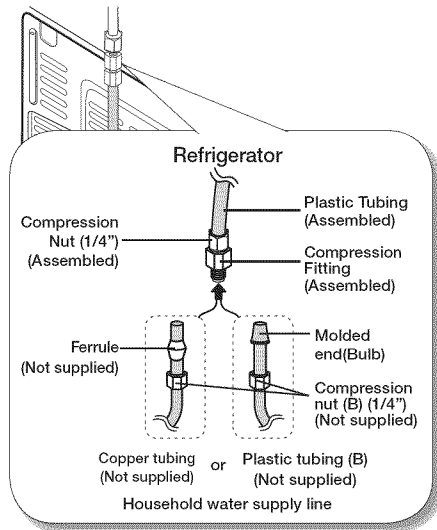 Refrigerator
Plastic Tubing
(Assembled)
Compression
Nut (1/4”)
(Assembled)
Compression
Fitting
(Assembled)
Ferrule
(Not supplied)
Molded
end(Bulb)
Compression
nut (B) (1/4”)
(Not supplied)
Copper tubing
(Not supplied)
or
Plastic tubing (B)
(Not supplied)
Household water supply line